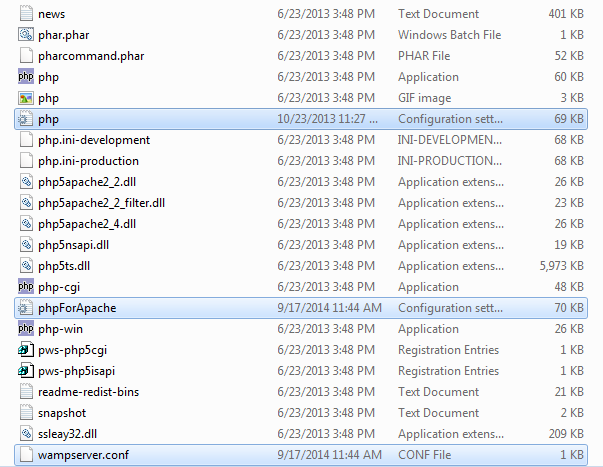 news 6/23/2013 3:48 PM Text Document 401 KB
phar.phar 6/23/2013 3:48 PM Windows Batch File 1 KB
pharcommand.phar 6/23/2013 3:48 PM PHAR File 52 KB
php php 6/23/2013 3:48 PM Application 60 KB
php 6/23/2013 3:48 PM GIF image 3 KB
php 10/23/2013 11:27 ... Configuration sett... 69 KB
php.ini-development 6/23/2013 3:48 PM INI-DEVELOPMEN... 68 KB
php.ini-production 6/23/2013 3:48 PM INI-PRODUCTION... 68 KB
php5apache2_2.dll 6/23/2013 3:48 PM Application extens... 26 KB
php5apache2_2_filter.dll 6/23/2013 3:48 PM Application extens... 23 KB
php5apache2_4.dll 6/23/2013 3:48 PM Application extens... 26 KB
php5nsapi.dll 6/23/2013 3:48 PM Application extens... 19 KB
php5ts.dll 6/23/2013 3:48 PM Application extens... 5,973 KB
php php-cgi 6/23/2013 3:48 PM Application 48 KB
phpForApache 9/17/2014 11:44 AM Configuration sett... 70 KB
php php-win 6/23/2013 3:48 PM Application 26 KB
pws-php5cgi 6/23/2013 3:48 PM Registration Entries 1 KB
pws-php5isapi 6/23/2013 3:48 PM Registration Entries 1 KB
readme-redist-bins 6/23/2013 3:48 PM Text Document 21 KB
snapshot 6/23/2013 3:48 PM Text Document 2 KB
ssleay32.dll 6/23/2013 3:48 PM Application extens... 209 KB
wampserver.conf 9/17/2014 11:44 AM CONF File 1 KB